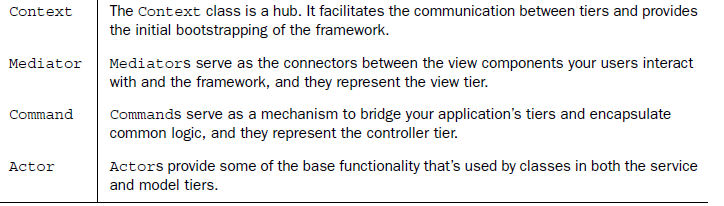 Context The Context class is a hub. It facilitates the communication between tiers and provides
the initial bootstrapping of the framework.
Mediator Mediators serve as the connectors between the view components your users interact
with and the framework, and they represent the view tier.
Command Commands serve as a mechanism to bridge your application's tiers and encapsulate
common logic, and they represent the controller tier.
Actor Actors provide some of the base functionality that's used by classes in both the service
and model tiers.